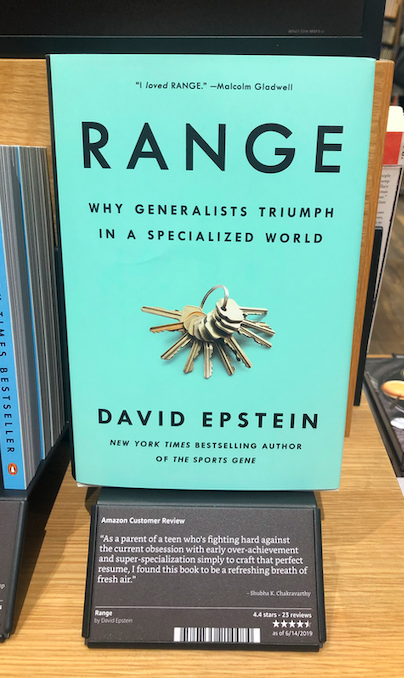 "I loved RANGE." —Malcolm Gladwell
RANGE
WHY GENERALISTS TRIUMPH
IN A SPECIALIZED WORLD
DAVID EPSTEIN
NEW YORK TIMES BESTSELLING AUTHOR
OF THE SPORTS GENE
TIMES BESTSELLER
Amazon Customer Review
"As a parent of a teen who's fighting hard against
the current obsession with early over-achievement
and super-specialization simply to craft that perfect
resume, I found this book to be a refreshing breath of
fresh air."
- Shubha K. Chakravarthy
Range
by David Epstein
4.4 stars - 23 reviews
as of 6/14/2019